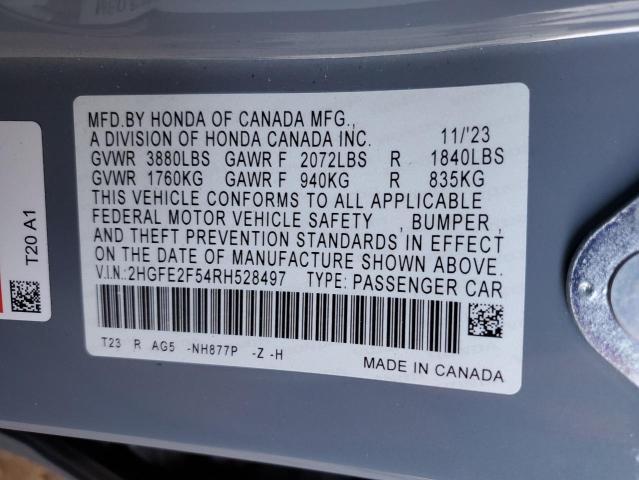 MFD.BY HONDA OF CANADA MFG.,
A DIVISION OF HONDA CANADA INC. 11/'23
GVWR 3880LBS GAWR F 2072LBS R 1840LBS
GVWR 1760KG GAWR F 940KG R 835KG
THIS VEHICLE CONFORMS TO ALL APPLICABLE
FEDERAL MOTOR VEHICLE SAFETY , BUMPER,
AND THEFT PREVENTION STANDARDS IN EFFECT
ON THE DATE OF MANUFACTURE SHOWN ABOVE.
V.I.N:2HGFE2F54RH528497 TYPE: PASSENGER CAR
T23 R AG5 -NH877P -Z -H
MADE IN CANADA
T20 A1